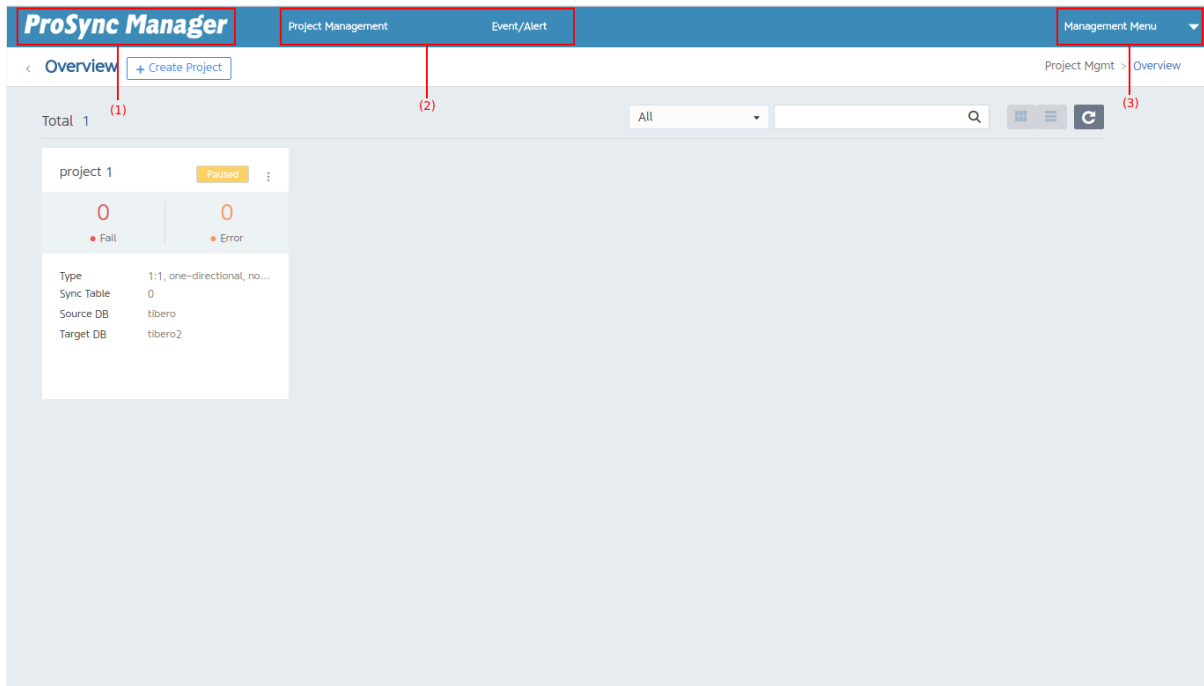 ProSync Manager Project Management Event/Alert Management Menu
< Overview + Create Project Project Mgmt > Overview
(1) (2) (3)
Total 1 All
project 1 Paused
0 0
Fail Error
Type 1:1, one-directional, no...
Sync Table 0
Source DB tibero
Target DB tibero2